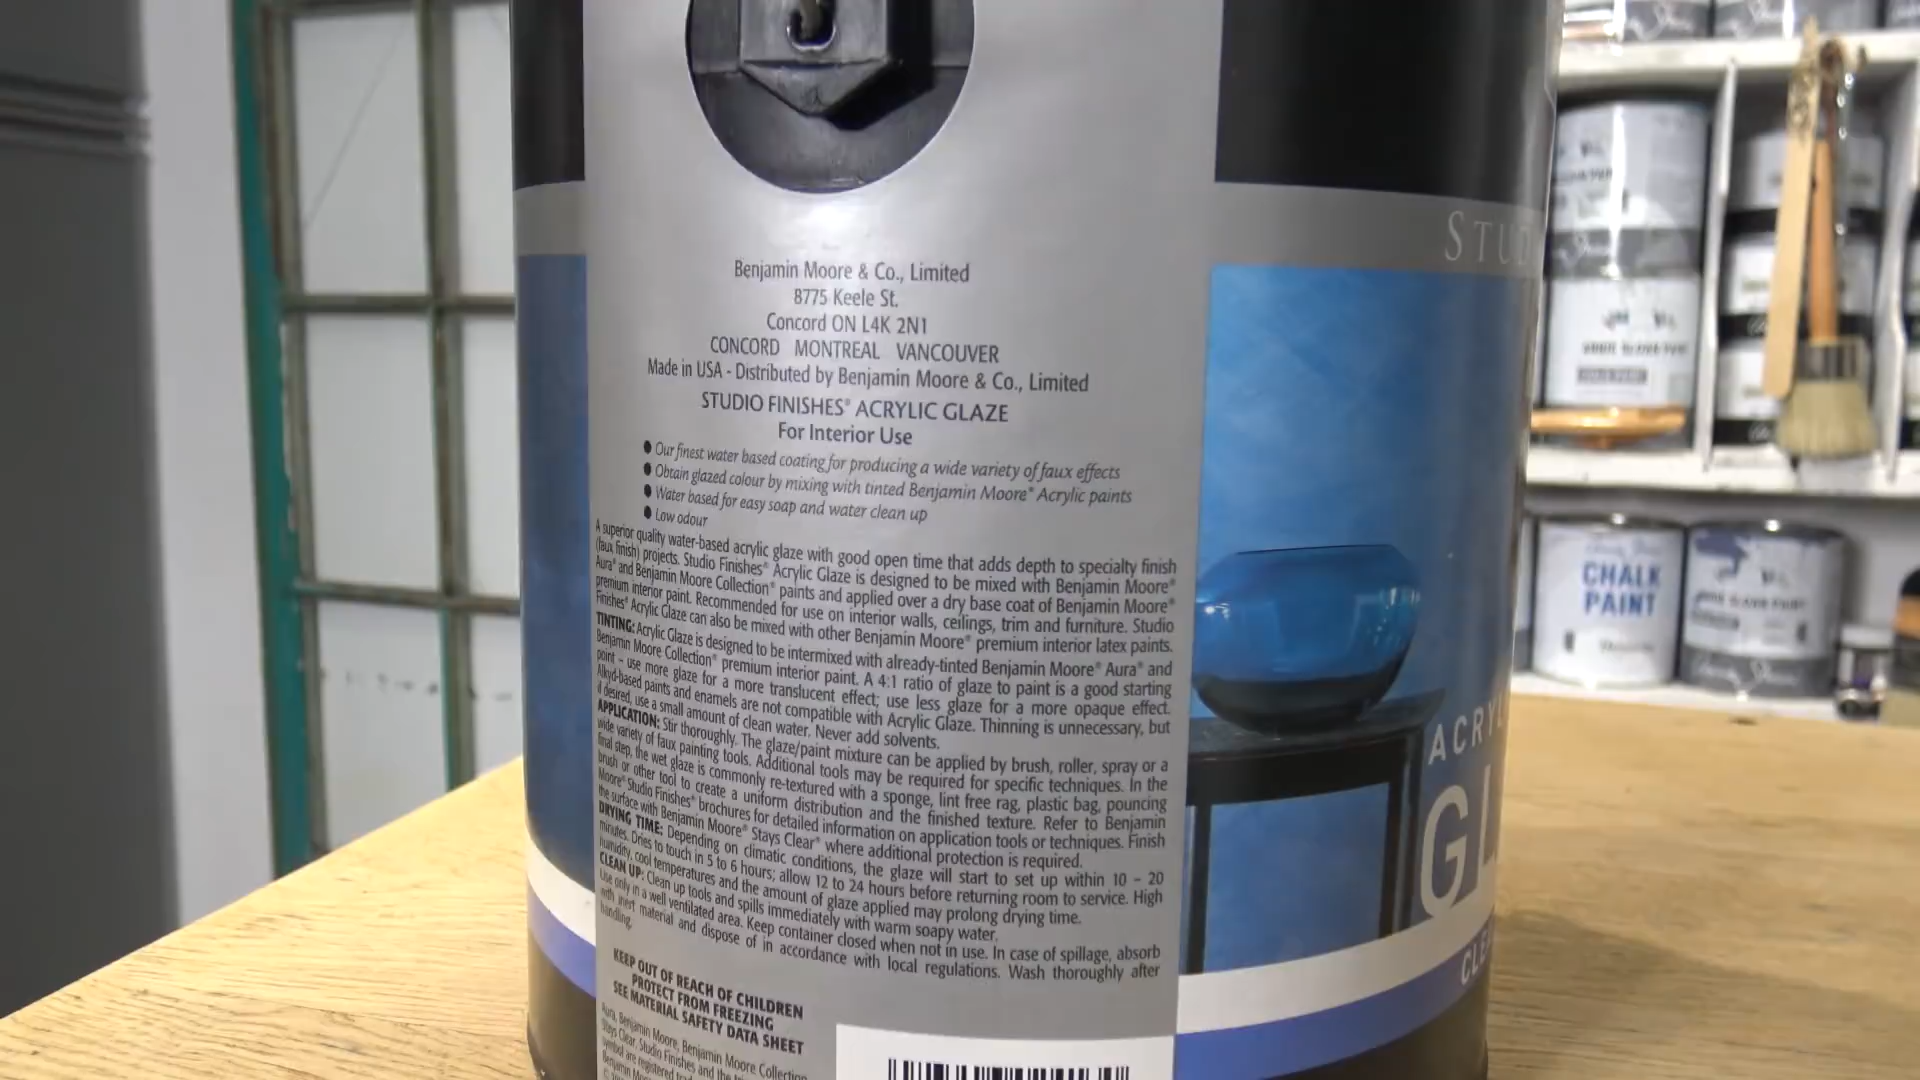 Benjamin Moore & Co., Limited
8775 Keele St.
Concord ON L4K 2N1
CONCORD MONTREAL VANCOUVER
Made in USA - Distributed by Benjamin Moore & Co., Limited
STUDIO FINISHES® ACRYLIC GLAZE
For Interior Use
● Our finest water based coating for producing a wide variety of faux effects
● Obtain glazed colour by mixing with tinted Benjamin Moore® Acrylic paints
● Water based for easy soap and water clean up
● Low odour
A superior quality water-based acrylic glaze with good open time that adds depth to specialty finish
(faux finish) projects. Studio Finishes® Acrylic Glaze is designed to be mixed with Benjamin Moore®
Aura® and Benjamin Moore Collection® paints and applied over a dry base coat of Benjamin Moore®
premium interior paint. Recommended for use on interior walls, ceilings, trim and furniture. Studio
Finishes® Acrylic Glaze can also be mixed with other Benjamin Moore® premium interior latex paints.
TINTING: Acrylic Glaze is designed to be intermixed with already-tinted Benjamin Moore® Aura® and
Benjamin Moore Collection® premium interior paint. A 4:1 ratio of glaze to paint is a good starting
point – use more glaze for a more translucent effect; use less glaze for a more opaque effect.
Alkyd-based paints and enamels are not compatible with Acrylic Glaze. Thinning is unnecessary, but
if desired, use a small amount of clean water. Never add solvents.
APPLICATION: Stir thoroughly. The glaze/paint mixture can be applied by brush, roller, spray or a
wide variety of faux painting tools. Additional tools may be required for specific techniques. In the
final step, the wet glaze is commonly re-textured with a sponge, lint free rag, plastic bag, pouncing
brush or other tool to create a uniform distribution and the finished texture. Refer to Benjamin
Moore® Studio Finishes® brochures for detailed information on application tools or techniques. Finish
the surface with Benjamin Moore® Stays Clear® where additional protection is required.
DRYING TIME: Depending on climatic conditions, the glaze will start to set up within 10 – 20
minutes. Dries to touch in 5 to 6 hours; allow 12 to 24 hours before returning room to service. High
humidity, cool temperatures and the amount of glaze applied may prolong drying time.
CLEAN UP: Clean up tools and spills immediately with warm soapy water.
Use only in a well ventilated area. Keep container closed when not in use. In case of spillage, absorb
with inert material and dispose of in accordance with local regulations. Wash thoroughly after
handling.
KEEP OUT OF REACH OF CHILDREN
PROTECT FROM FREEZING
SEE MATERIAL SAFETY DATA SHEET
Aura, Benjamin Moore, Benjamin Moore Collection,
Stays Clear, Studio Finishes and the
symbol are registered
Benjamin
STUD
ACRYL
GL
CLE
CHALK
PAINT